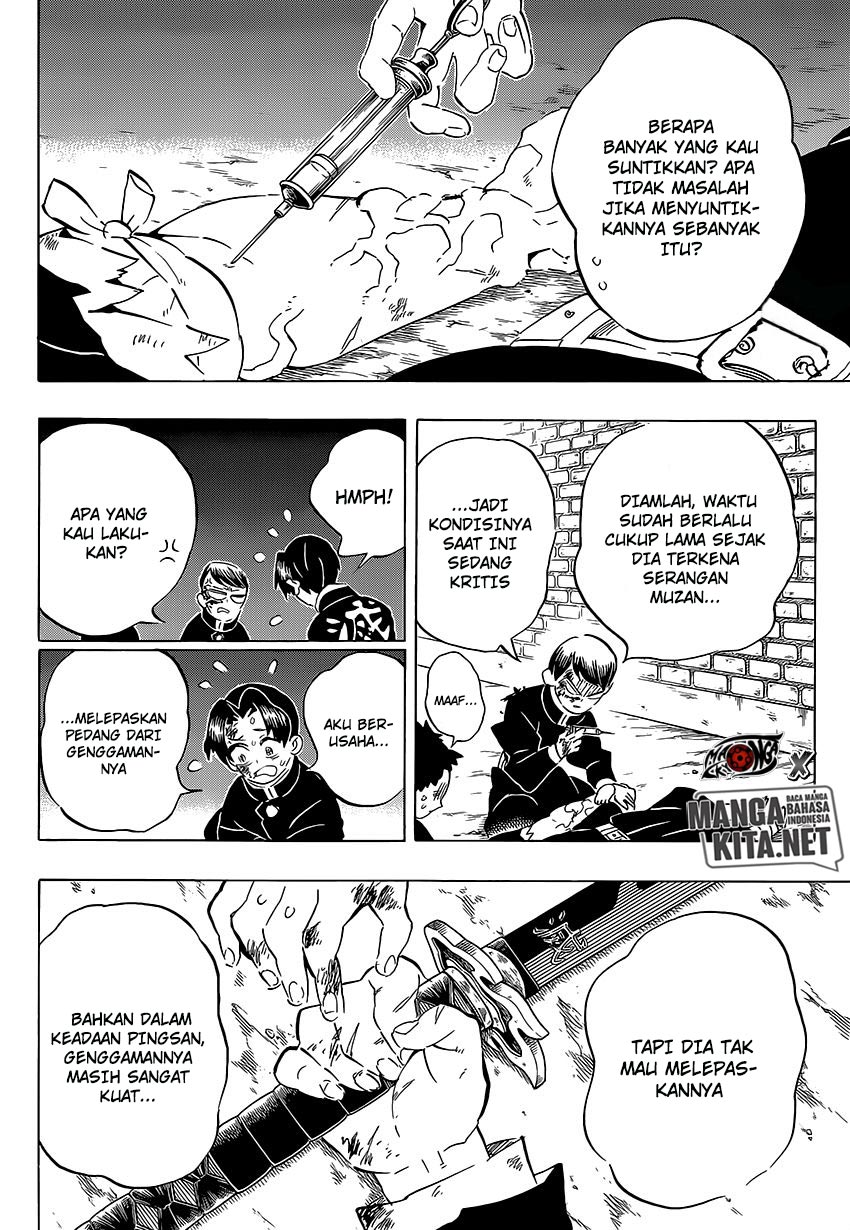 BERAPA
BANYAK YANG KAU
SUNTIKKAN? APA
TIDAK MASALAH
JIKA MENYUNTIK-
KANNYA SEBANYAK
ITU?
DIAMLAH, WAKTU
SUDAH BERLALU
CUKUP LAMA SEJAK
DIA TERKENA
SERANGAN
MUZAN...
...JADI
KONDISINYA
SAAT INI
SEDANG
KRITIS
MAAF...
HMPH!
APA YANG
KAU LAKU-
KAN?
滅
AKU BER-
USAHA...
...MELEPASKAN
PEDANG DARI
GENGGAMAN-
NYA
X
MANGA
BACA MANGA
BAHASA
INDONESIA
KITA.NET
TAPI DIA TAK
MAU MELEPAS-
KANNYA
BAHKAN DALAM
KEADAAN PINGSAN,
GENGGAMANNYA
MASIH SANGAT
KUAT...